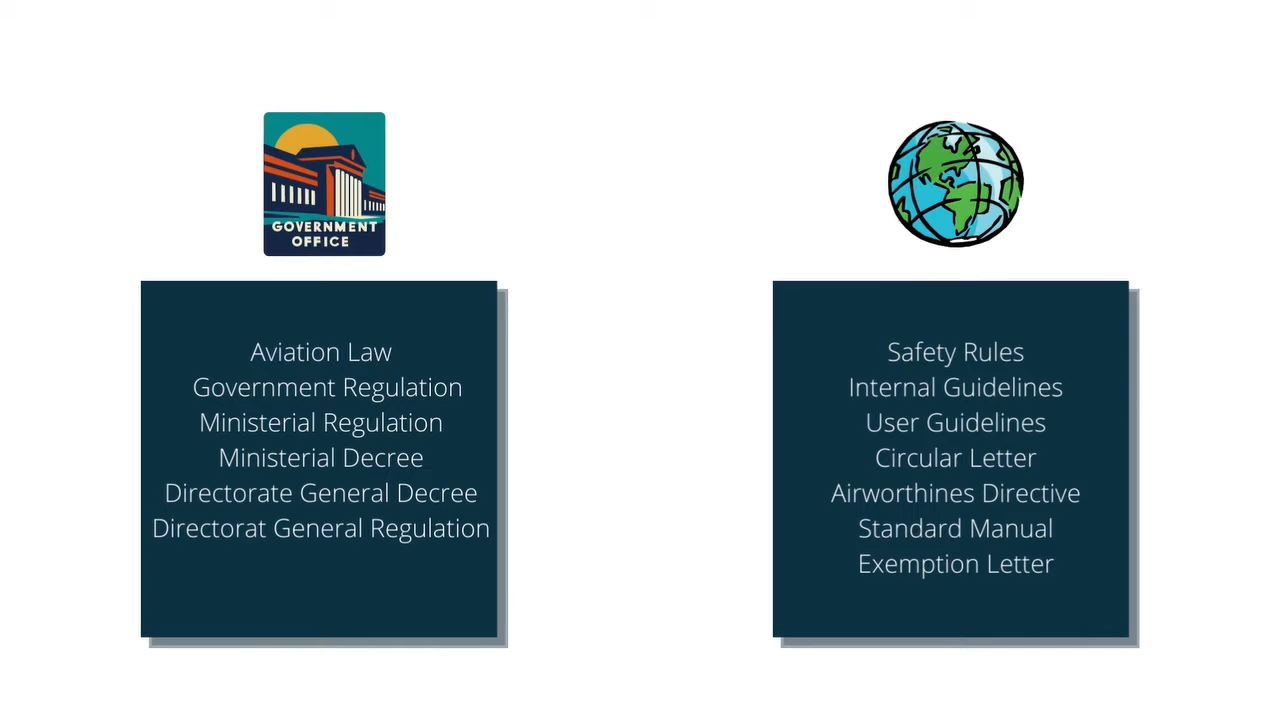 GOVERNMENT
OFFICE
Aviation Law
Government Regulation
Ministerial Regulation
Ministerial Decree
Directorate General Decree
Directorat General Regulation
Safety Rules
Internal Guidelines
User Guidelines
Circular Letter
Airworthines Directive
Standard Manual
Exemption Letter